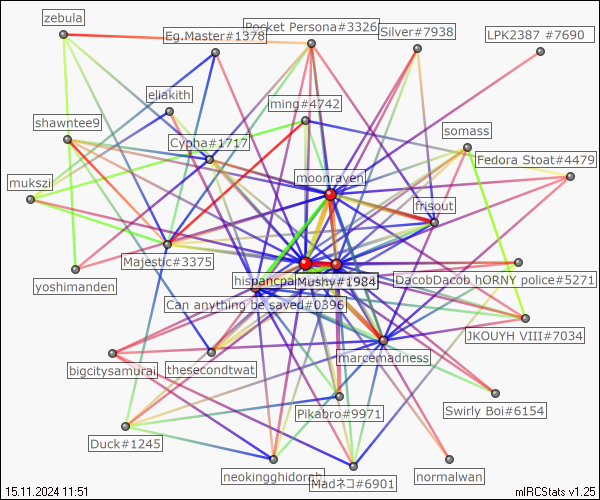 zebula
Eg.Master#1378
Pocket Persona#3326
Silver#7938
LPK2387 #7690
eliakith
ming#4742
shawntee9
Cypha#1717
somass
Fedora Stoat#4479
moonraven
mukszi
frisout
Majestic#3375
yoshimanden
Mushy#1984
DacobDacob hORNY police#5271
Can anything be saved#0396
JKOUYH VIII#7034
marcemadness
bigcitysamurai
thesecondtwat
Pikabro#9971
Swirly Boi#6154
Duck#1245
neokingghidorah
Madネコ#6901
normalwan
15.11.2024 11:51
mIRCStats v1.25